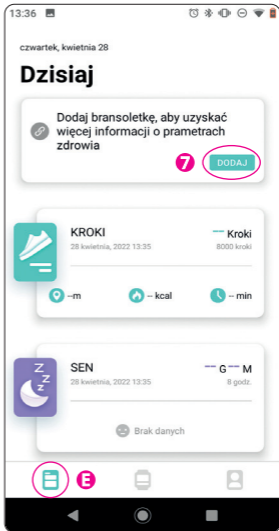 13:36
czwartek, kwietnia 28
Dzisiaj
Dodaj bransoletkę, aby uzyskać
więcej informacji o prametrach
zdrowia
7 DODAJ
KROKI -- Kroki
28 kwietnia, 2022 13:35 8000 kroki
--m -- kcal -- min
Z Z Z
SEN -- G -- M
28 kwietnia, 2022 13:35 8 godz.
Brak danych
E